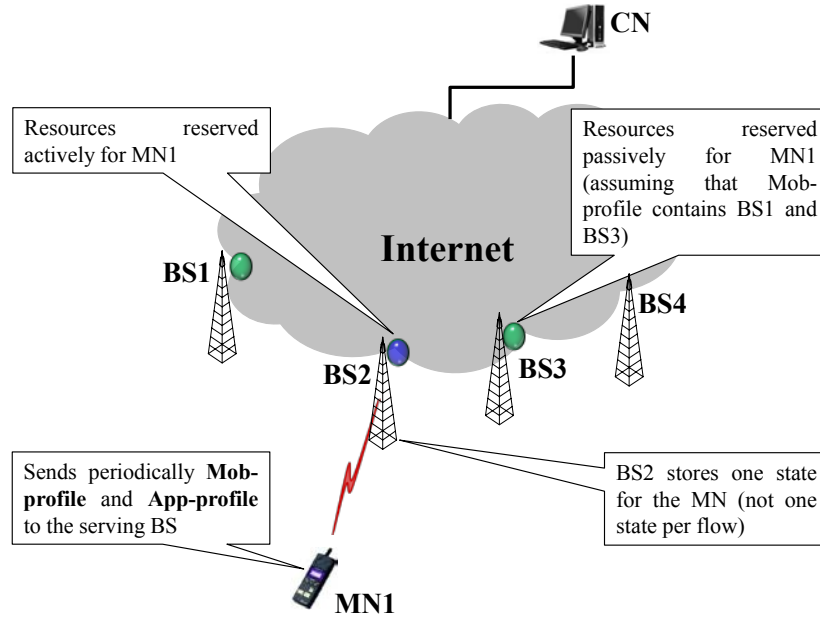 CN
Resources reserved
actively for MN1
Resources reserved
passively for MN1
(assuming that Mob-
profile contains BS1 and
BS3)
Internet
BS1
BS4
BS2
BS3
Sends periodically Mob-
profile and App-profile
to the serving BS
BS2 stores one state
for the MN (not one
state per flow)
MN1